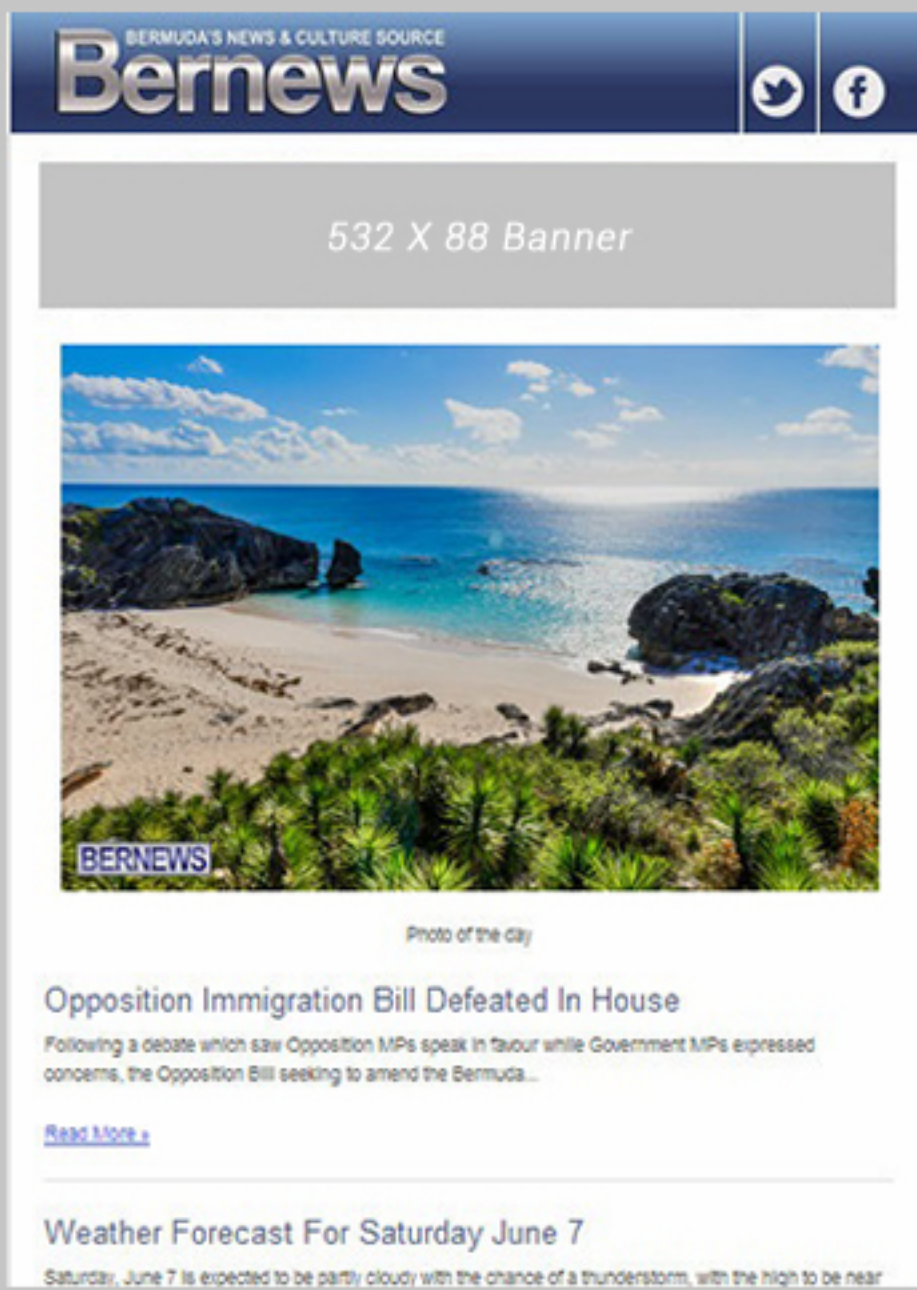 BERMUDA'S NEWS & CULTURE SOURCE
Bernews
532 X 88 Banner
BERNEWS
Photo of the day
Opposition Immigration Bill Defeated In House
Following a debate which saw Opposition MPs speak in favour while Government MPs expressed
concerns, the Opposition Bill seeking to amend the Bermuda...
Read More »
Weather Forecast For Saturday June 7
Saturday, June 7 is expected to be partly cloudy with the chance of a thunderstorm, with the high to be near